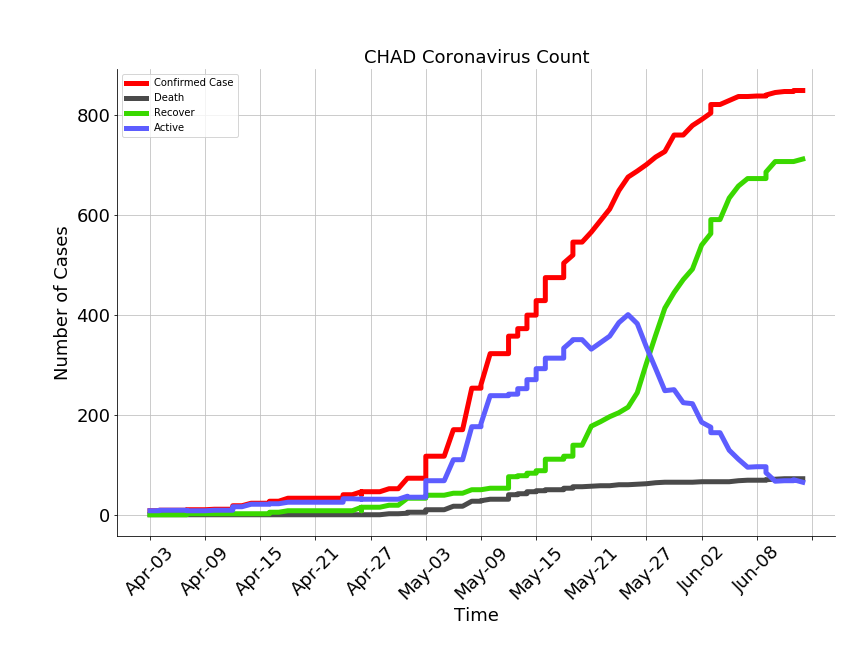 CHAD Coronavirus Count
Confirmed Case
Death
Recover
Active
Number of Cases
800
600
400
200
0
Apr-03
Apr-09
Apr-15
Apr-21
Apr-27
May-03
May-09
May-15
May-21
May-27
Jun-02
Jun-08
Time